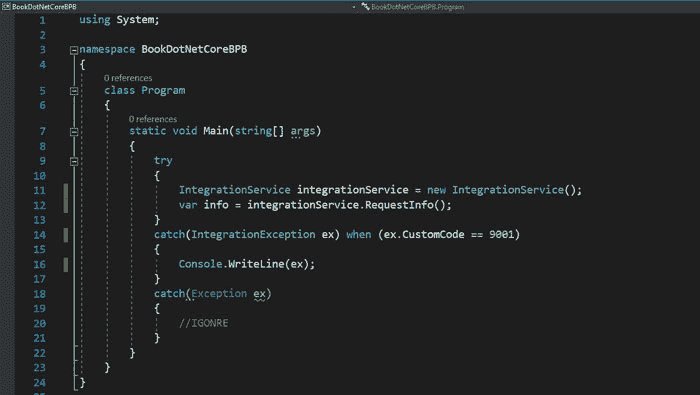 BookDotNetCoreBPB BookDotNetCoreBPB.Program
1 using System;
2
3 namespace BookDotNetCoreBPB
4 {
0 references
5 class Program
6 {
0 references
7 static void Main(string[] args)
8 {
9 try
10 {
11 IntegrationService integrationService = new IntegrationService();
12 var info = integrationService.RequestInfo();
13 }
14 catch(IntegrationException ex) when (ex.CustomCode == 9001)
15 {
16 Console.WriteLine(ex);
17 }
18 catch(Exception ex)
19 {
20 //IGONRE
21 }
22 }
23 }
24 }